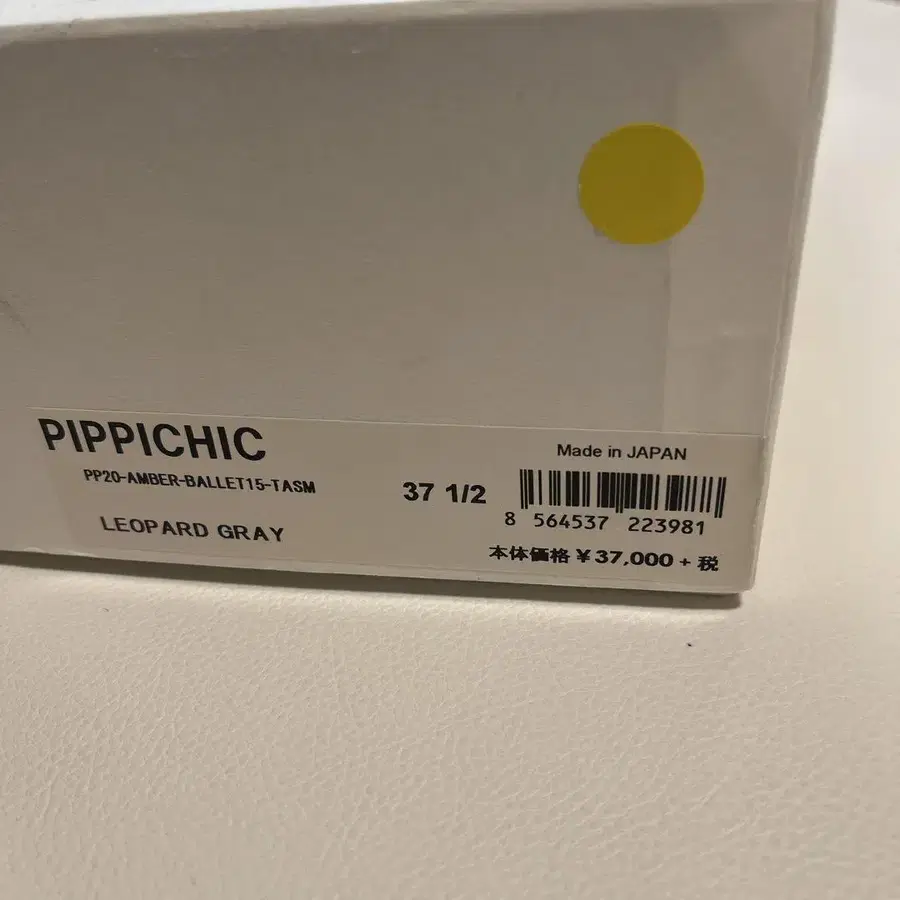 PIPPICHIC
PP20-AMBER-BALLET15-TASM
LEOPARD GRAY
37 1/2
Made in JAPAN
8 564537 223981
本体価格 ¥37,000 + 税